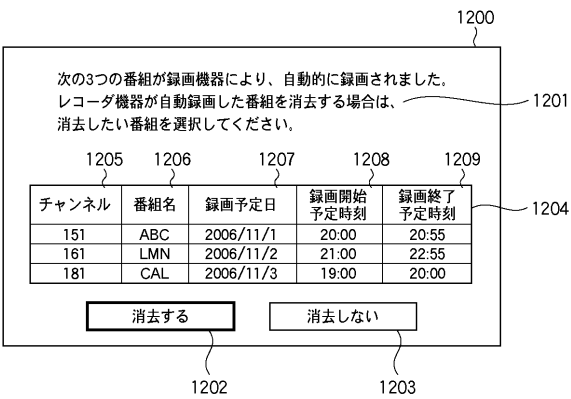 1200
次の3つの番組が録画機器により、自動的に録画されました。
レコーダ機器が自動録画した番組を消去する場合は、
1201
消去したい番組を選択してください。
1205 1206 1207 1208 1209
チャンネル 番組名 録画予定日 録画開始予定時刻 録画終了予定時刻
1204
151 ABC 2006/11/1 20:00 20:55
161 LMN 2006/11/2 21:00 22:55
181 CAL 2006/11/3 19:00 20:00
消去する 消去しない
1202 1203